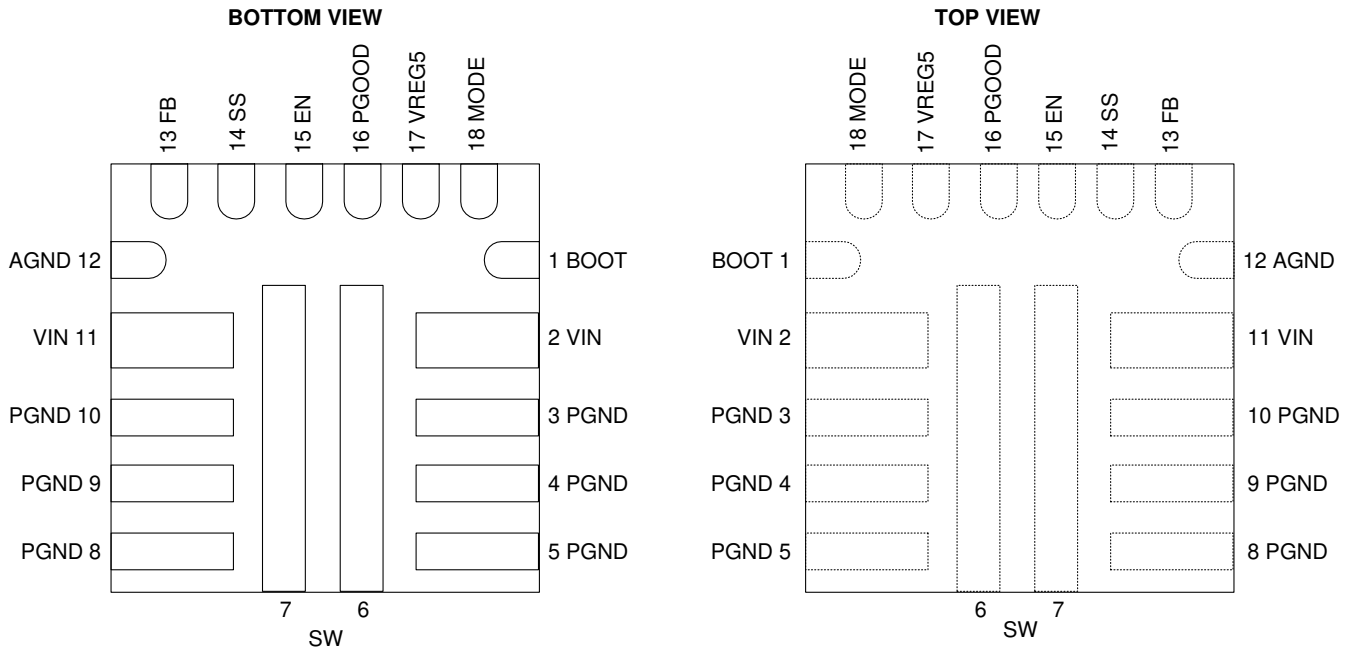 BOTTOM VIEW
13 FB
14 SS
15 EN
16 PGOOD
17 VREG5
18 MODE
AGND 12
1 BOOT
VIN 11
2 VIN
PGND 10
3 PGND
PGND 9
4 PGND
PGND 8
5 PGND
7
6
SW
TOP VIEW
18 MODE
17 VREG5
16 PGOOD
15 EN
14 SS
13 FB
BOOT 1
12 AGND
VIN 2
11 VIN
PGND 3
10 PGND
PGND 4
9 PGND
PGND 5
8 PGND
6
7
SW